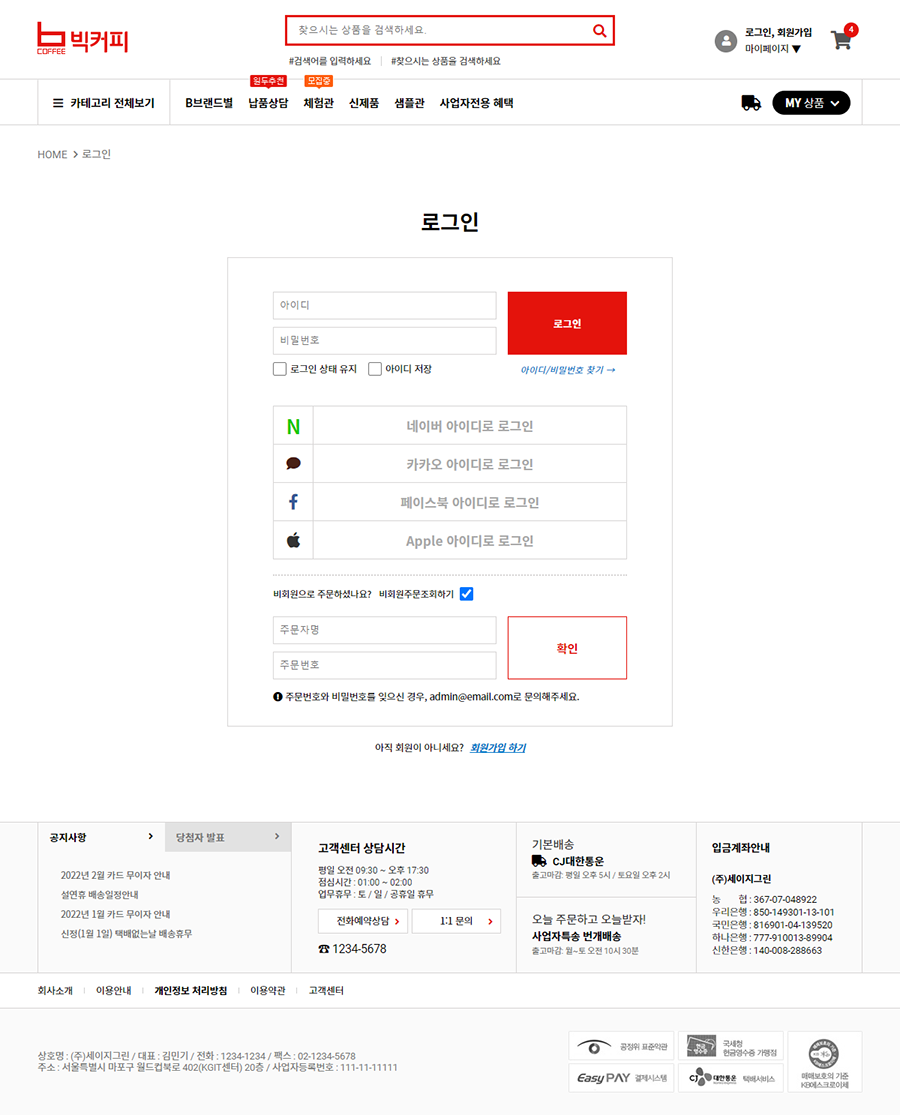 b
COFFEE 빅커피
찾으시는 상품을 검색하세요.
#검색어를 입력하세요 #찾으시는 상품을 검색하세요
로그인, 회원가입
마이페이지 ▼
4
원두추천 모집중
카테고리 전체보기 B브랜드별 납품상담 체험관 신제품 샘플관 사업자전용 혜택 MY 상품
HOME > 로그인
로그인
아이디
비밀번호
로그인
로그인 상태 유지 아이디 저장 아이디/비밀번호 찾기 →
N 네이버 아이디로 로그인
카카오 아이디로 로그인
f 페이스북 아이디로 로그인
Apple 아이디로 로그인
비회원으로 주문하셨나요? 비회원주문조회하기
주문자명
주문번호
확인
주문번호와 비밀번호를 잊으신 경우, admin@email.com로 문의해주세요.
아직 회원이 아니세요? 회원가입 하기
공지사항 > 당첨자 발표 >
2022년 2월 카드 무이자 안내
설연휴 배송일정안내
2022년 1월 카드 무이자 안내
신정(1월 1일) 택배없는날 배송휴무
고객센터 상담시간
평일 오전 09:30 ~ 오후 17:30
점심시간 : 01:00 ~ 02:00
업무휴무 : 토 / 일 / 공휴일 휴무
전화예약상담 > 1:1 문의 >
☎ 1234-5678
기본배송
CJ대한통운
출고마감: 평일 오후 5시 / 토요일 오후 2시
오늘 주문하고 오늘받자!
사업자특송 번개배송
출고마감: 월~토 오전 10시 30분
입금계좌안내
(주)세이지그린
농 협 : 367-07-048922
우리은행 : 850-149301-13-101
국민은행 : 816901-04-139520
하나은행 : 777-910013-89904
신한은행 : 140-008-288663
회사소개 이용안내 개인정보 처리방침 이용약관 고객센터
상호명 : (주)세이지그린 / 대표 : 김민기 / 전화 : 1234-1234 / 팩스 : 02-1234-5678
주소 : 서울특별시 마포구 월드컵북로 402(KGIT센터) 20층 / 사업자등록번호 : 111-11-11111
공정위 표준약관
국세청
현금영수증 가맹점
EasyPAY 결제시스템
CJ 대한통운 택배서비스
매매보호의 기준
KB에스크로이체